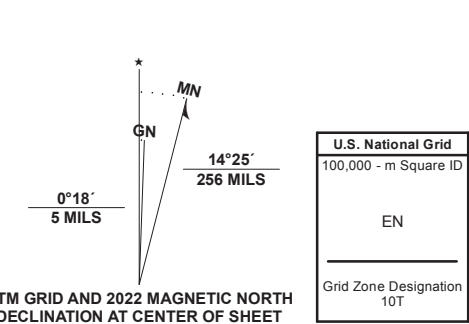 ★
MN
GN
14°25´
256 MILS
0°18´
5 MILS
TM GRID AND 2022 MAGNETIC NORTH
DECLINATION AT CENTER OF SHEET
U.S. National Grid
100,000 - m Square ID
EN
Grid Zone Designation
10T